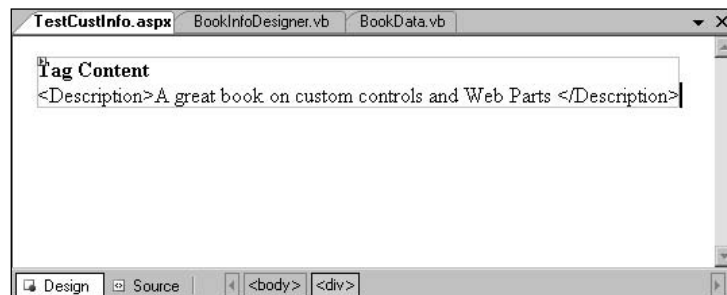 TestCustInfo.aspx BookInfoDesigner.vb BookData.vb
Tag Content
<Description>A great book on custom controls and Web Parts </Description>
Design Source <body> <div>